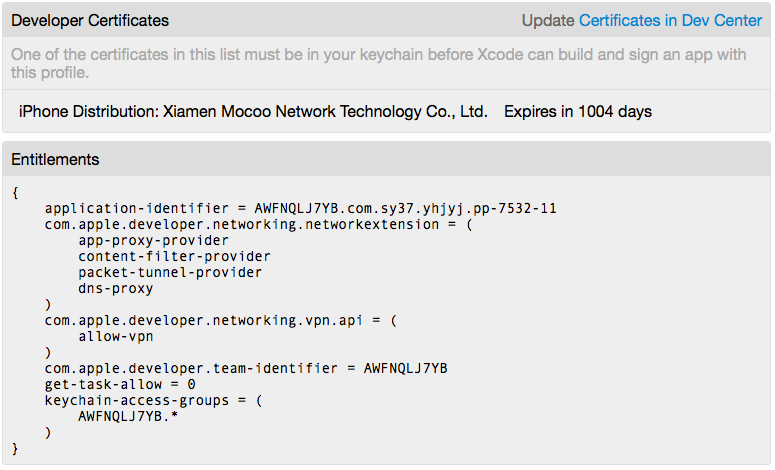 Developer Certificates Update Certificates in Dev Center
One of the certificates in this list must be in your keychain before Xcode can build and sign an app with
this profile.
iPhone Distribution: Xiamen Mocoo Network Technology Co., Ltd. Expires in 1004 days
Entitlements
{
    application-identifier = AWFNQLJ7YB.com.sy37.yhjyj.pp-7532-11
    com.apple.developer.networking.networkextension = (
        app-proxy-provider
        content-filter-provider
        packet-tunnel-provider
        dns-proxy
    )
    com.apple.developer.networking.vpn.api = (
        allow-vpn
    )
    com.apple.developer.team-identifier = AWFNQLJ7YB
    get-task-allow = 0
    keychain-access-groups = (
        AWFNQLJ7YB.*
    )
}